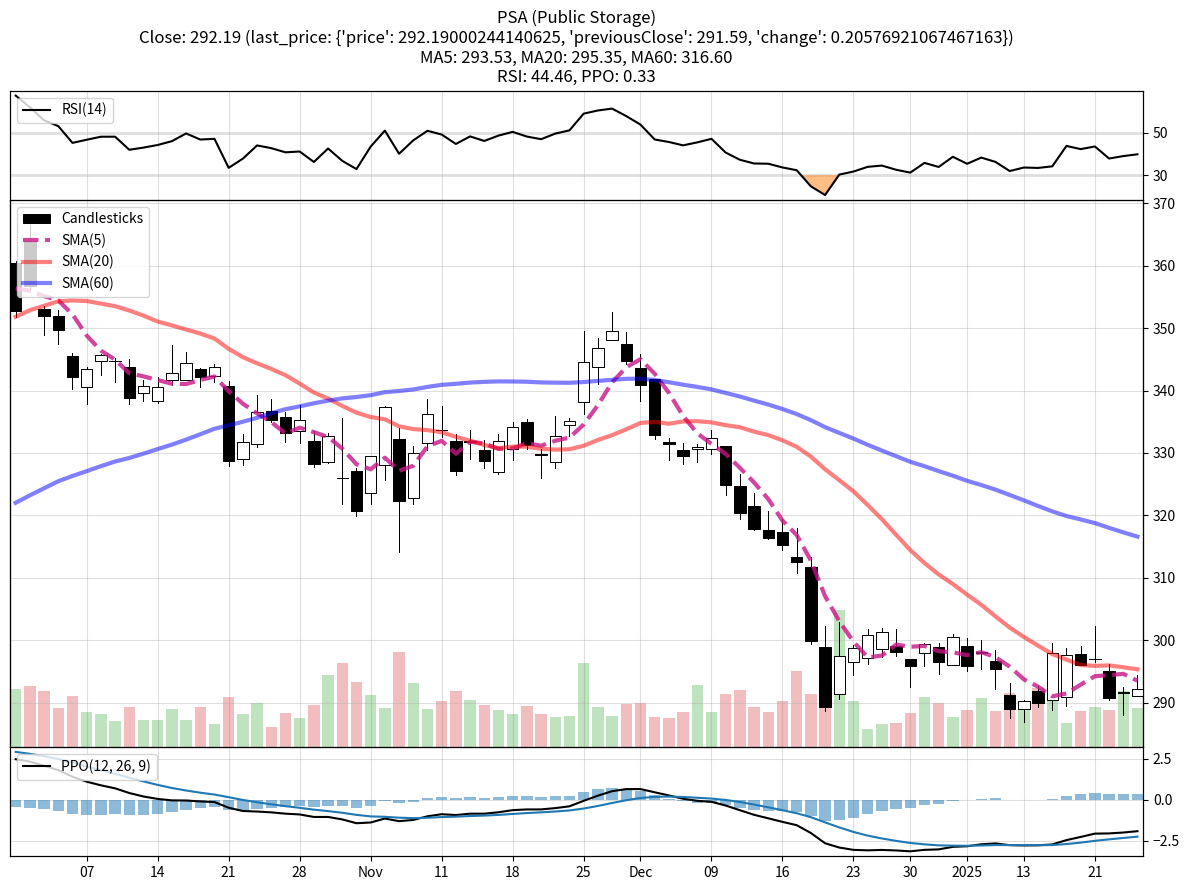 PSA (Public Storage)
Close: 292.19 (last_price: {'price': 292.19000244140625, 'previousClose': 291.59, 'change': 0.20576921067467163})
MA5: 293.53, MA20: 295.35, MA60: 316.60
RSI: 44.46, PPO: 0.33
RSI(14)
50
30
370
Candlesticks
SMA(5)
SMA(20)
SMA(60)
360
350
340
330
320
310
300
290
PPO(12, 26, 9)
2.5
0.0
−2.5
07 14 21 28 Nov 11 18 25 Dec 09 16 23 30 2025 13 21